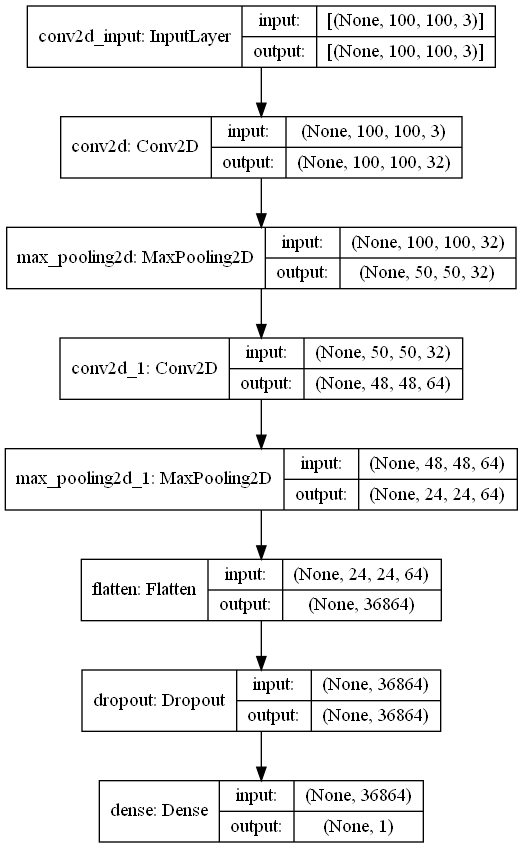 conv2d_input: InputLayer
input:
[(None, 100, 100, 3)]
output:
[(None, 100, 100, 3)]
conv2d: Conv2D
input:
(None, 100, 100, 3)
output:
(None, 100, 100, 32)
max_pooling2d: MaxPooling2D
input:
(None, 100, 100, 32)
output:
(None, 50, 50, 32)
conv2d_1: Conv2D
input:
(None, 50, 50, 32)
output:
(None, 48, 48, 64)
max_pooling2d_1: MaxPooling2D
input:
(None, 48, 48, 64)
output:
(None, 24, 24, 64)
flatten: Flatten
input:
(None, 24, 24, 64)
output:
(None, 36864)
dropout: Dropout
input:
(None, 36864)
output:
(None, 36864)
dense: Dense
input:
(None, 36864)
output:
(None, 1)